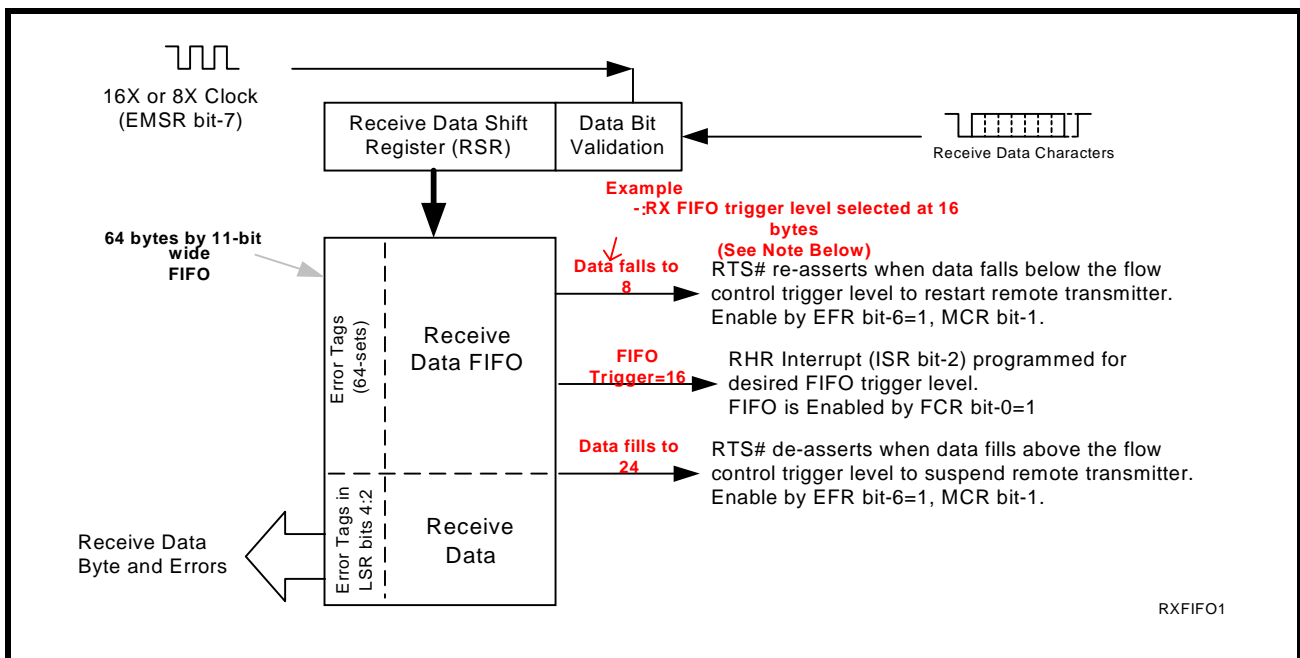 16X or 8X Clock
(EMSR bit-7)
Receive Data Shift
Register (RSR)
Data Bit
Validation
Receive Data Characters
Example
-:RX FIFO trigger level selected at 16
bytes
(See Note Below)
64 bytes by 11-bit
wide
FIFO
Data falls to
8
RTS# re-asserts when data falls below the flow
control trigger level to restart remote transmitter.
Enable by EFR bit-6=1, MCR bit-1.
Error Tags
(64-sets)
Receive
Data FIFO
FIFO
Trigger=16
RHR Interrupt (ISR bit-2) programmed for
desired FIFO trigger level.
FIFO is Enabled by FCR bit-0=1
Data fills to
24
RTS# de-asserts when data fills above the flow
control trigger level to suspend remote transmitter.
Enable by EFR bit-6=1, MCR bit-1.
Error Tags in
LSR bits 4:2
Receive
Data
Receive Data
Byte and Errors
RXFIFO1